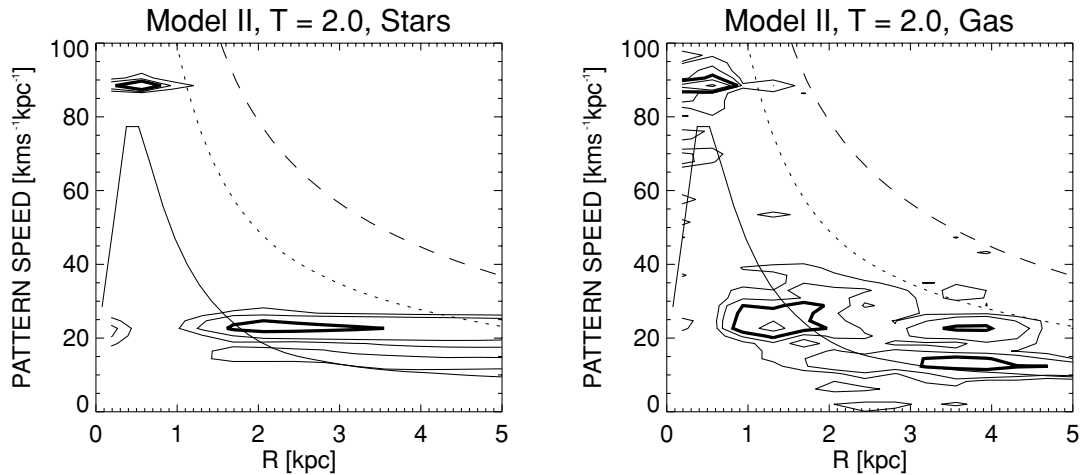 Model II, T = 2.0, Stars
100
80
60
40
20
0
PATTERN SPEED [kms⁻¹kpc⁻¹]
0 1 2 3 4 5
R [kpc]
Model II, T = 2.0, Gas
100
80
60
40
20
0
PATTERN SPEED [kms⁻¹kpc⁻¹]
0 1 2 3 4 5
R [kpc]